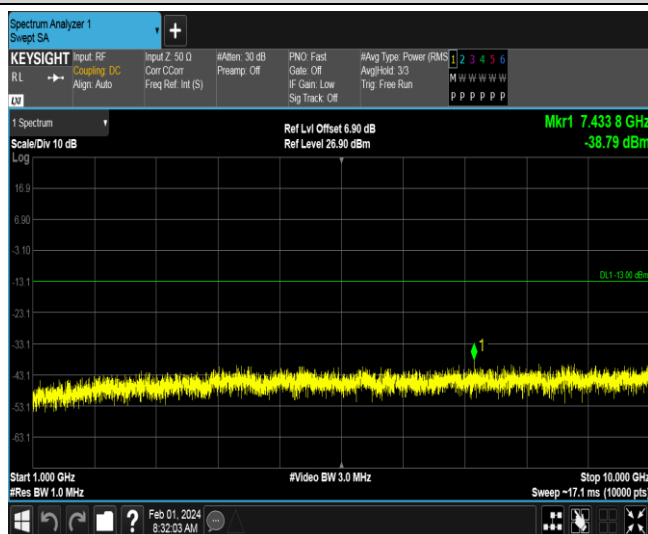 Spectrum Analyzer 1
Swept SA
+
KEYSIGHT
RL
LXI
Input: RF
Coupling: DC
Align: Auto
Input Z: 50 Ω
Corr CCorr
Freq Ref: Int (S)
#Atten: 30 dB
Preamp: Off
PNO: Fast
Gate: Off
IF Gain: Low
Sig Track: Off
#Avg Type: Power (RMS
Avg|Hold: 3/3
Trig: Free Run
1 2 3 4 5 6
M W W W W W
P P P P P P
1 Spectrum
Scale/Div 10 dB
Ref Lvl Offset 6.90 dB
Ref Level 26.90 dBm
Mkr1 7.433 8 GHz
-38.79 dBm
Log
16.9
6.90
-3.10
-13.1
DL1 -13.00 dBm
-23.1
-33.1
1
-43.1
-53.1
-63.1
Start 1.000 GHz
#Video BW 3.0 MHz
Stop 10.000 GHz
#Res BW 1.0 MHz
Sweep ~17.1 ms (10000 pts)
?
Feb 01, 2024
8:32:03 AM